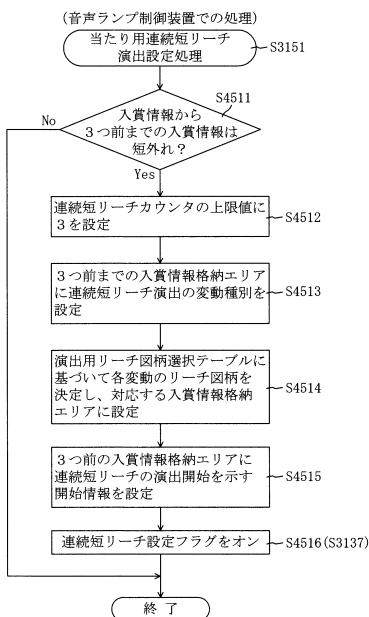 (音声ランプ制御装置での処理)
当たり用連続短リーチ
演出設定処理
S3151
S4511
入賞情報から
3つ前までの入賞情報は
短外れ?
No
Yes
連続短リーチカウンタの上限値に
3を設定
S4512
3つ前までの入賞情報格納エリア
に連続短リーチ演出の変動種別を
設定
S4513
演出用リーチ図柄選択テーブルに
基づいて各変動のリーチ図柄を
決定し、対応する入賞情報格納
エリアに設定
S4514
3つ前の入賞情報格納エリアに
連続短リーチの演出開始を示す
開始情報を設定
S4515
連続短リーチ設定フラグをオン
S4516(S3137)
終了